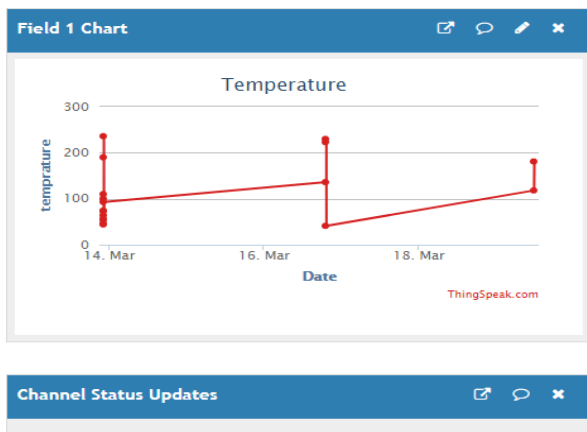 Field 1 Chart
Temperature
300
200
100
0
temprature
14. Mar 16. Mar 18. Mar
Date
ThingSpeak.com
Channel Status Updates